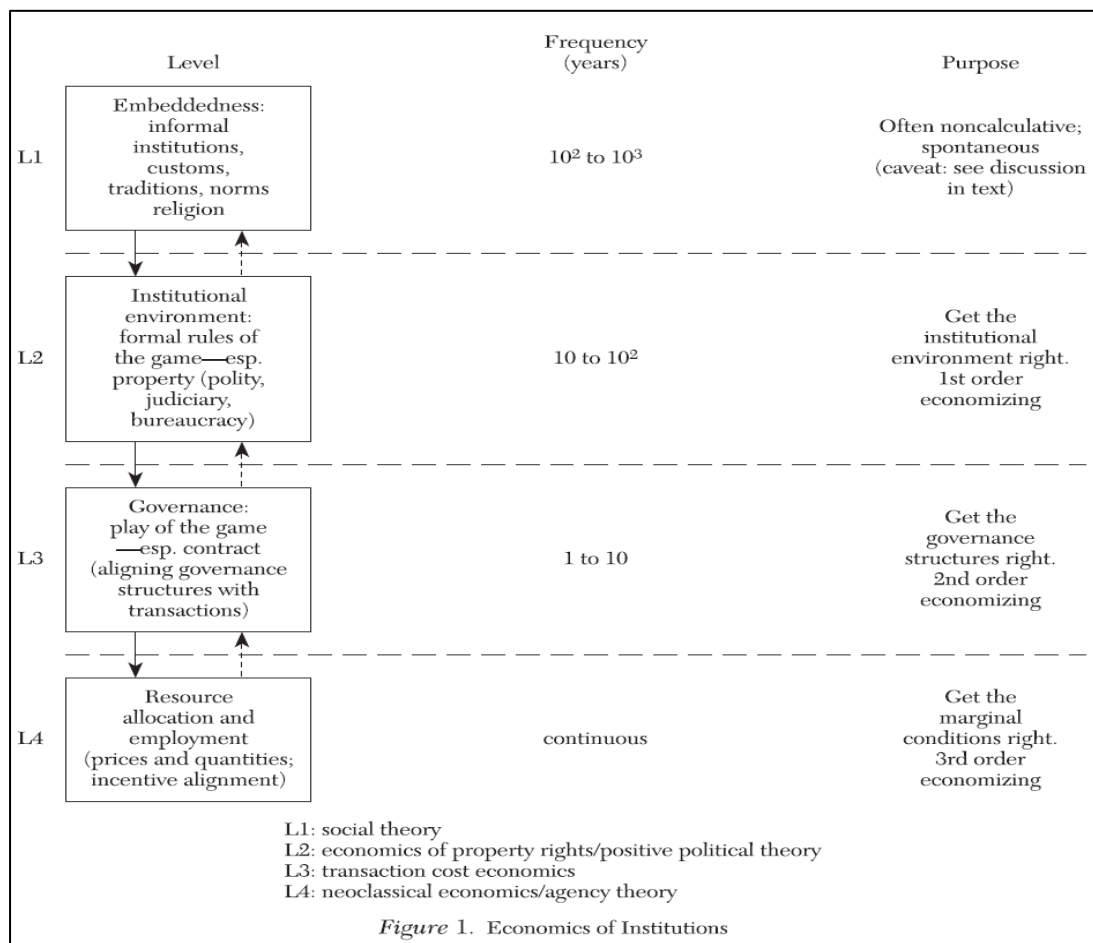 Level
Frequency
(years)
Purpose
L1
Embeddedness:
informal
institutions,
customs,
traditions, norms
religion
10² to 10³
Often noncalculative;
spontaneous
(caveat: see discussion
in text)
L2
Institutional
environment:
formal rules of
the game—esp.
property (polity,
judiciary,
bureaucracy)
10 to 10²
Get the
institutional
environment right.
1st order
economizing
L3
Governance:
play of the game
—esp. contract
(aligning governance
structures with
transactions)
1 to 10
Get the
governance
structures right.
2nd order
economizing
L4
Resource
allocation and
employment
(prices and quantities;
incentive alignment)
continuous
Get the
marginal
conditions right.
3rd order
economizing
L1: social theory
L2: economics of property rights/positive political theory
L3: transaction cost economics
L4: neoclassical economics/agency theory
Figure 1. Economics of Institutions